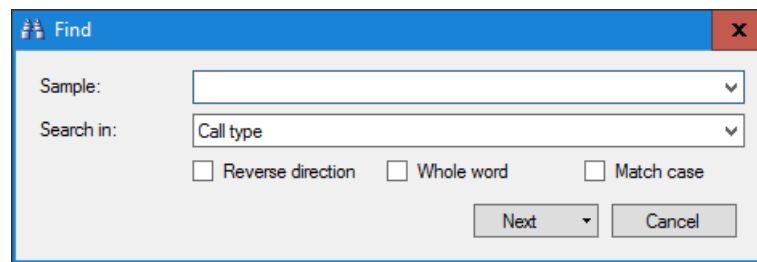 Find
Sample:
Search in: Call type
Reverse direction Whole word Match case
Next Cancel